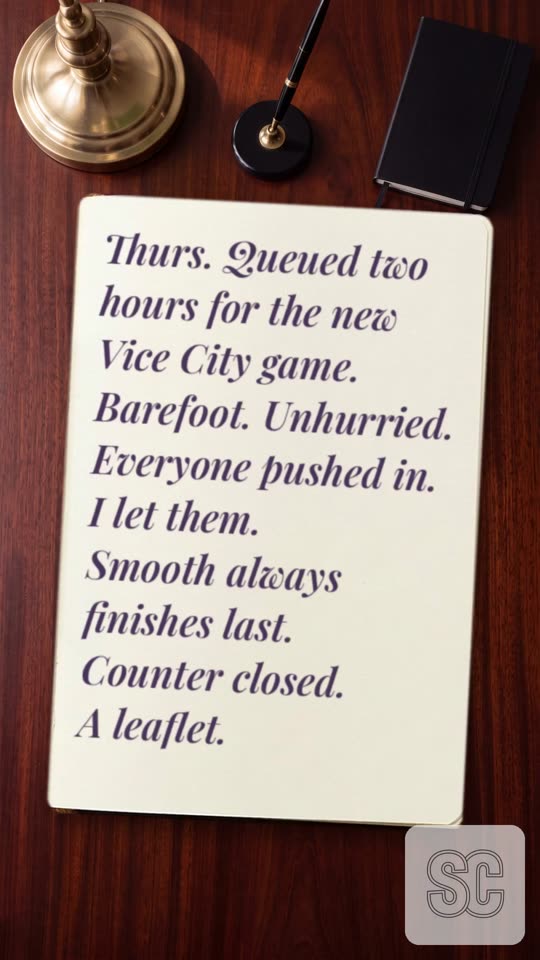 Thurs. Queued two
hours for the new
Vice City game.
Barefoot. Unhurried.
Everyone pushed in.
I let them.
Smooth always
finishes last.
Counter closed.
A leaflet.
SC